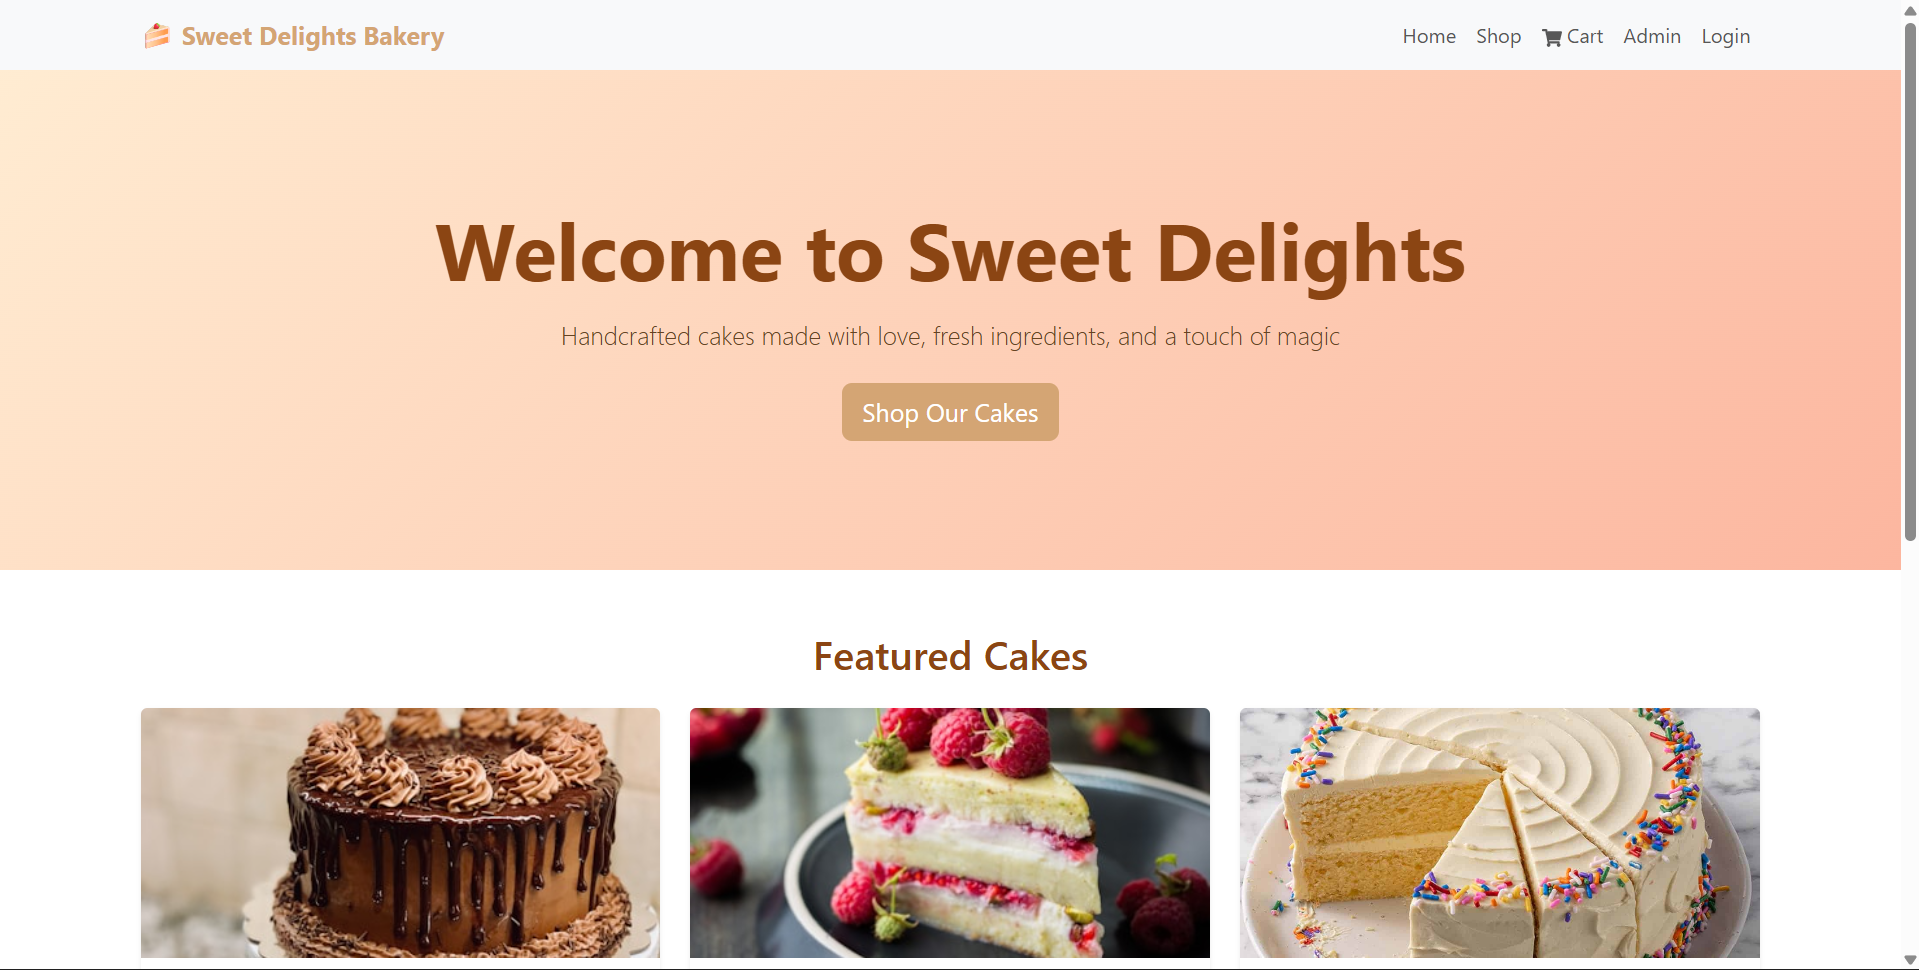 Sweet Delights Bakery
Home
Shop
Cart
Admin
Login
Welcome to Sweet Delights
Handcrafted cakes made with love, fresh ingredients, and a touch of magic
Shop Our Cakes
Featured Cakes